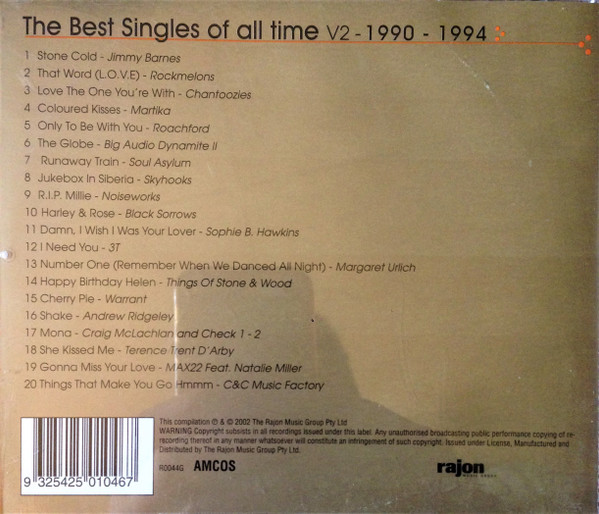 The Best Singles of all time V2 - 1990 - 1994
1 Stone Cold - Jimmy Barnes
2 That Word (L.O.V.E) - Rockmelons
3 Love The One You're With - Chantoozies
4 Coloured Kisses - Martika
5 Only To Be With You - Roachford
6 The Globe - Big Audio Dynamite II
7 Runaway Train - Soul Asylum
8 Jukebox In Siberia - Skyhooks
9 R.I.P. Millie - Noiseworks
10 Harley & Rose - Black Sorrows
11 Damn, I Wish I Was Your Lover - Sophie B. Hawkins
12 I Need You - 3T
13 Number One (Remember When We Danced All Night) - Margaret Urlich
14 Happy Birthday Helen - Things Of Stone & Wood
15 Cherry Pie - Warrant
16 Shake - Andrew Ridgeley
17 Mona - Craig McLachlan and Check 1 - 2
18 She Kissed Me - Terence Trent D'Arby
19 Gonna Miss Your Love - MAX22 Feat. Natalie Miller
20 Things That Make You Go Hmmm - C&C Music Factory
This compilation ℗ & © 2002 The Rajon Music Group Pty Ltd
WARNING Copyright subsists in all recordings issued under this label. Any unauthorised broadcasting public performance copying of re-
recording thereof in any manner whatsoever will constitute an infringement of such copyright. Issued under License, Manufactured and
Distributed by The Rajon Music Group Pty Ltd.
R0044G AMCOS rajon
MUSIC GROUP
9 325425 010467